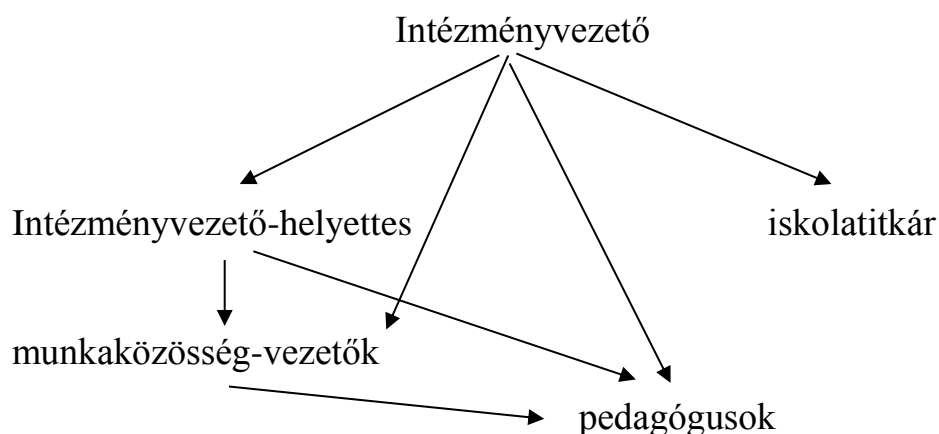 Intézményvezető
Intézményvezető-helyettes
iskolatitkár
munkaközösség-vezetők
pedagógusok